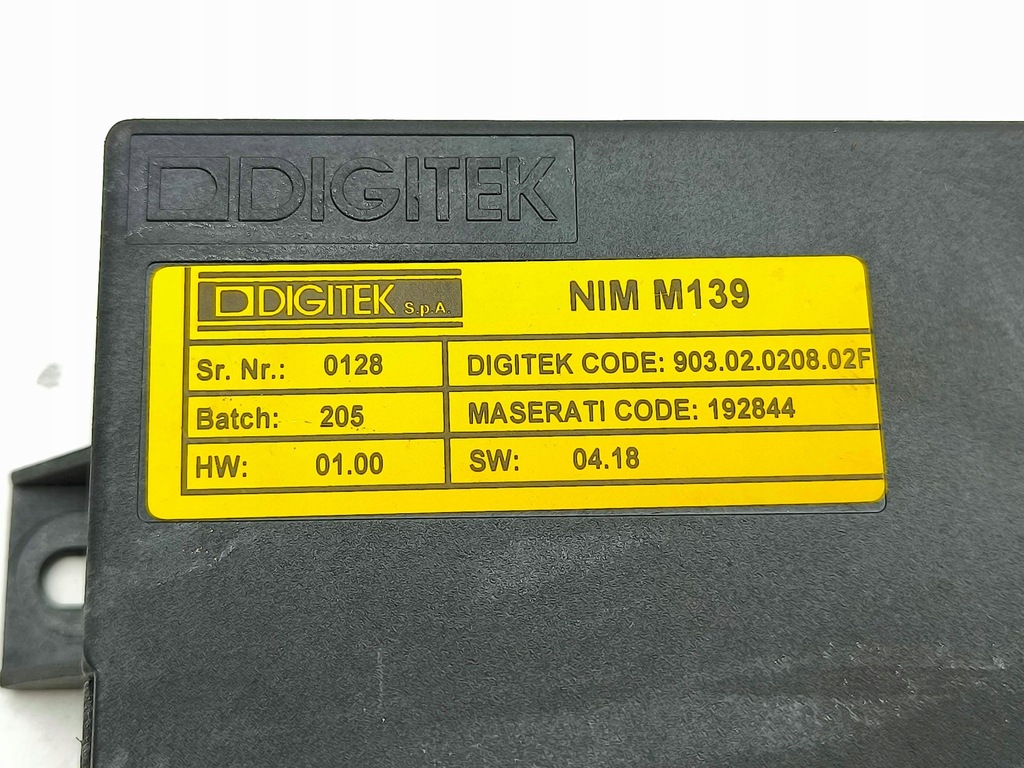 DIGITEK
DIGITEK S.p.A. NIM M139
Sr. Nr.: 0128 DIGITEK CODE: 903.02.0208.02F
Batch: 205 MASERATI CODE: 192844
HW: 01.00 SW: 04.18